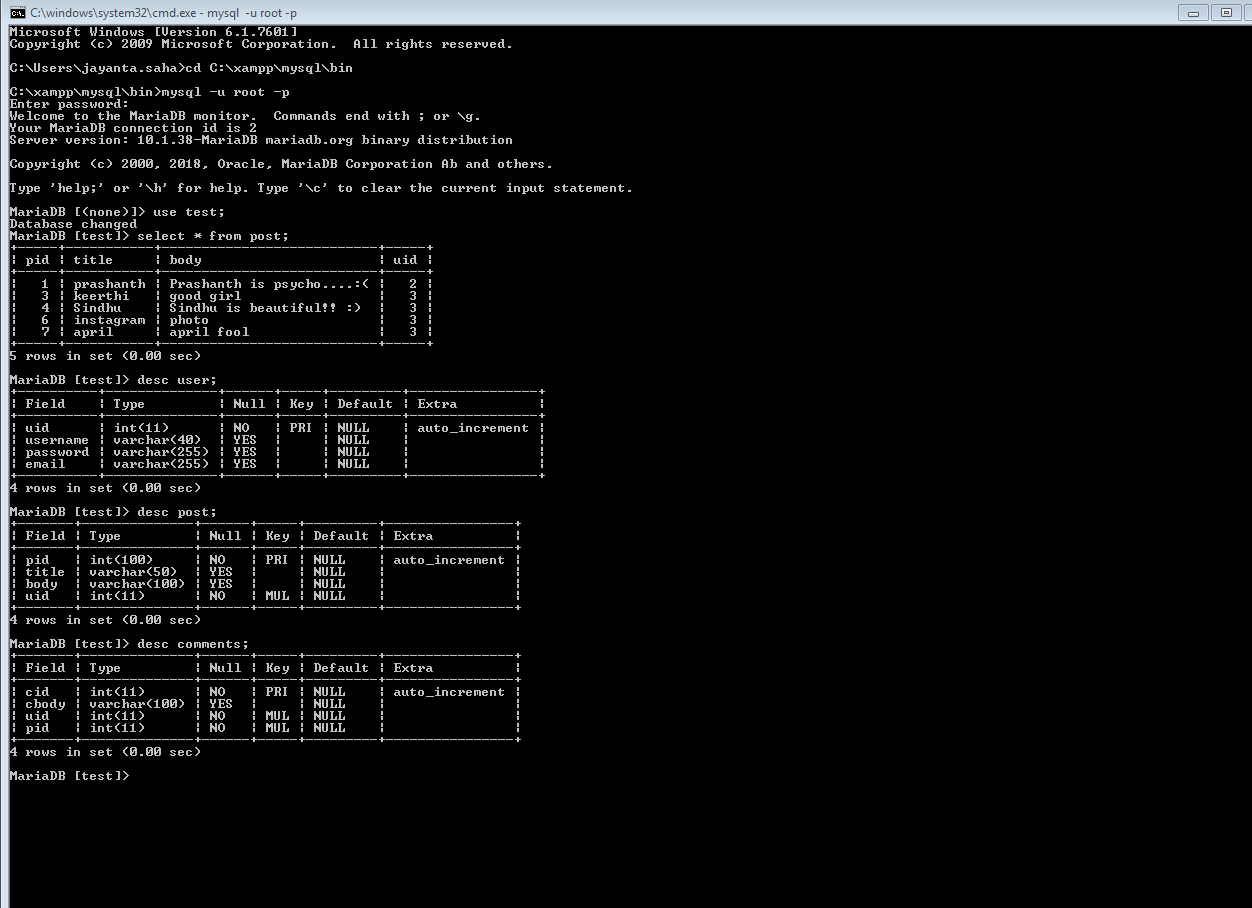 C:\windows\system32\cmd.exe - mysql -u root -p
Microsoft Windows [Version 6.1.7601]
Copyright (c) 2009 Microsoft Corporation.  All rights reserved.
C:\Users\jayanta.saha>cd C:\xampp\mysql\bin
C:\xampp\mysql\bin>mysql -u root -p
Enter password:
Welcome to the MariaDB monitor.  Commands end with ; or \g.
Your MariaDB connection id is 2
Server version: 10.1.38-MariaDB mariadb.org binary distribution
Copyright (c) 2000, 2018, Oracle, MariaDB Corporation Ab and others.
Type 'help;' or '\h' for help. Type '\c' to clear the current input statement.
MariaDB [(none)]> use test;
Database changed
MariaDB [test]> select * from post;
+-----+-----------+---------------------------+-----+
| pid | title     | body                      | uid |
+-----+-----------+---------------------------+-----+
|   1 | prashanth | Prashanth is psycho....:( |   2 |
|   3 | keerthi   | good girl                 |   3 |
|   4 | Sindhu    | Sindhu is beautiful!! :)  |   3 |
|   6 | instagram | photo                     |   3 |
|   7 | april     | april fool                |   3 |
+-----+-----------+---------------------------+-----+
5 rows in set (0.00 sec)
MariaDB [test]> desc user;
+----------+--------------+------+-----+---------+----------------+
| Field    | Type         | Null | Key | Default | Extra          |
+----------+--------------+------+-----+---------+----------------+
| uid      | int(11)      | NO   | PRI | NULL    | auto_increment |
| username | varchar(40)  | YES  |     | NULL    |                |
| password | varchar(255) | YES  |     | NULL    |                |
| email    | varchar(255) | YES  |     | NULL    |                |
+----------+--------------+------+-----+---------+----------------+
4 rows in set (0.00 sec)
MariaDB [test]> desc post;
+-------+--------------+------+-----+---------+----------------+
| Field | Type         | Null | Key | Default | Extra          |
+-------+--------------+------+-----+---------+----------------+
| pid   | int(100)     | NO   | PRI | NULL    | auto_increment |
| title | varchar(50)  | YES  |     | NULL    |                |
| body  | varchar(100) | YES  |     | NULL    |                |
| uid   | int(11)      | NO   | MUL | NULL    |                |
+-------+--------------+------+-----+---------+----------------+
4 rows in set (0.00 sec)
MariaDB [test]> desc comments;
+-------+--------------+------+-----+---------+----------------+
| Field | Type         | Null | Key | Default | Extra          |
+-------+--------------+------+-----+---------+----------------+
| cid   | int(11)      | NO   | PRI | NULL    | auto_increment |
| cbody | varchar(100) | YES  |     | NULL    |                |
| uid   | int(11)      | NO   | MUL | NULL    |                |
| pid   | int(11)      | NO   | MUL | NULL    |                |
+-------+--------------+------+-----+---------+----------------+
4 rows in set (0.00 sec)
MariaDB [test]>